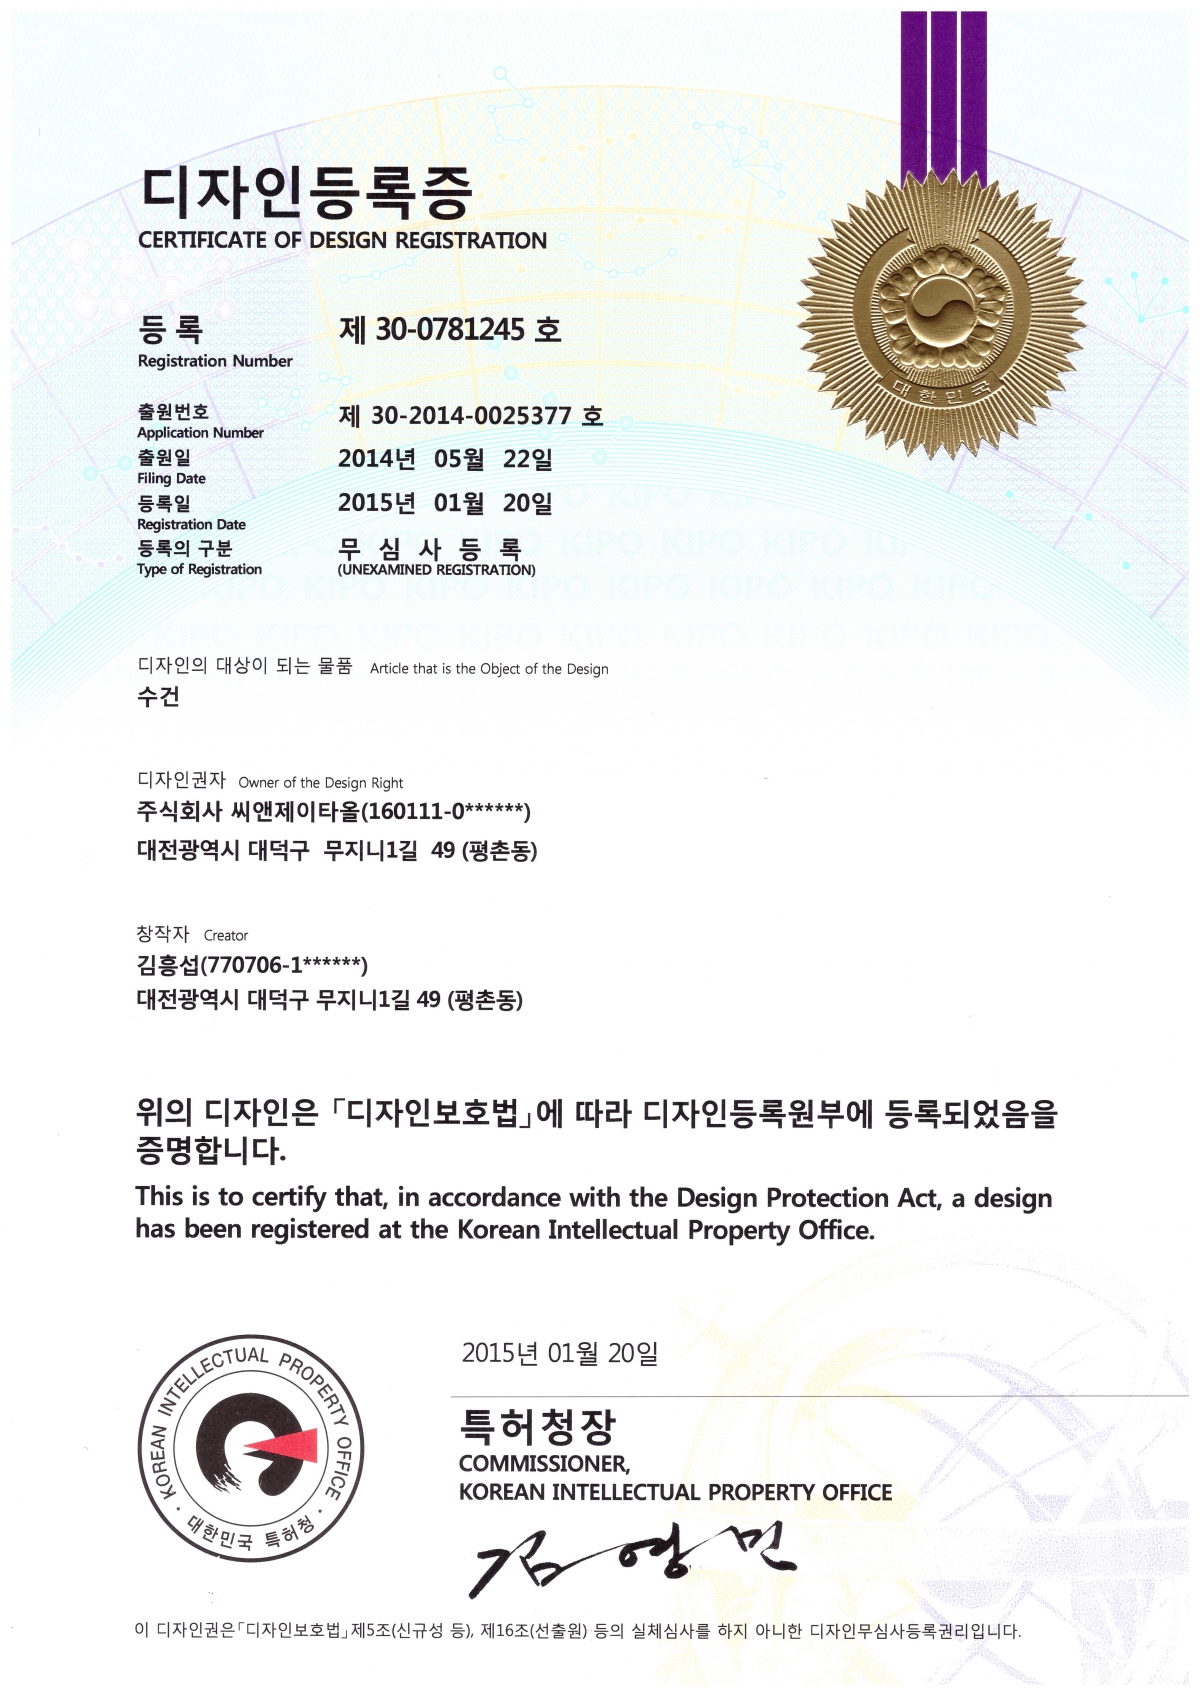 디자인등록증
CERTIFICATE OF DESIGN REGISTRATION
등 록 제 30-0781245 호
Registration Number
출원번호 제 30-2014-0025377 호
Application Number
출원일 2014년 05월 22일
Filing Date
등록일 2015년 01월 20일
Registration Date
등록의 구분 무 심 사 등 록
Type of Registration (UNEXAMINED REGISTRATION)
대한민국
KIPO KIPO KIPO KIPO
KIPO KIPO KIPO KIPO KIPO KIPO KIPO KIPO
KIPO KIPO KIPO KIPO KIPO KIPO KIPO KIPO KIPO
디자인의 대상이 되는 물품 Article that is the Object of the Design
수건
디자인권자 Owner of the Design Right
주식회사 씨앤제이타올(160111-0******)
대전광역시 대덕구 무지니1길 49 (평촌동)
창작자 Creator
김흥섭(770706-1******)
대전광역시 대덕구 무지니1길 49 (평촌동)
위의 디자인은 「디자인보호법」에 따라 디자인등록원부에 등록되었음을
증명합니다.
This is to certify that, in accordance with the Design Protection Act, a design
has been registered at the Korean Intellectual Property Office.
2015년 01월 20일
특허청장
COMMISSIONER,
KOREAN INTELLECTUAL PROPERTY OFFICE
김영민
KOREAN INTELLECTUAL PROPERTY OFFICE
· 대한민국 특허청 ·
이 디자인권은「디자인보호법」제5조(신규성 등), 제16조(선출원) 등의 실체심사를 하지 아니한 디자인무심사등록권리입니다.